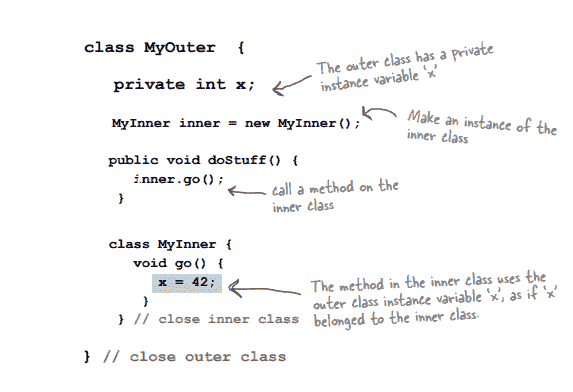 class MyOuter {
private int x;
The outer class has a private
instance variable 'x'
MyInner inner = new MyInner();
Make an instance of the
inner class
public void doStuff() {
inner.go();
}
call a method on the
inner class
class MyInner {
void go() {
x = 42;
}
The method in the inner class uses the
outer class instance variable 'x', as if 'x'
belonged to the inner class.
} // close inner class
} // close outer class